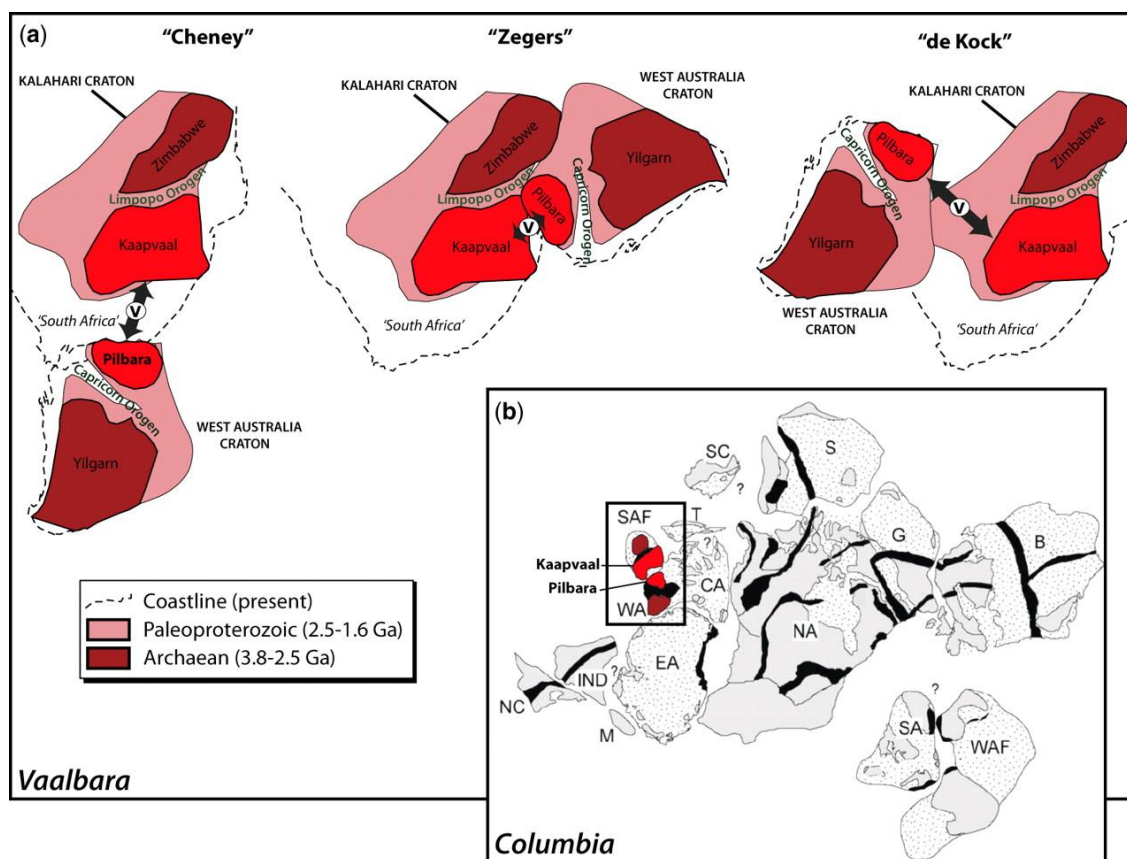 (a)
"Cheney"
KALAHARI CRATON
Zimbabwe
Limpopo Orogen
Kaapvaal
V
'South Africa'
Pilbara
Capricorn Orogen
WEST AUSTRALIA
CRATON
Yilgarn
"Zegers"
WEST AUSTRALIA
CRATON
KALAHARI CRATON
Zimbabwe
Yilgarn
Limpopo Orogen
Pilbara
Capricorn Orogen
Kaapvaal
V
'South Africa'
"de Kock"
KALAHARI CRATON
Pilbara
Zimbabwe
Capricorn Orogen
Limpopo Orogen
V
Yilgarn
Kaapvaal
WEST AUSTRALIA
CRATON
'South Africa'
Coastline (present)
Paleoproterozoic (2.5-1.6 Ga)
Archaean (3.8-2.5 Ga)
Vaalbara
(b)
SC
?
S
SAF
T
?
G
B
Kaapvaal
Pilbara
CA
WA
NA
EA
IND
?
NC
M
?
SA
WAF
Columbia